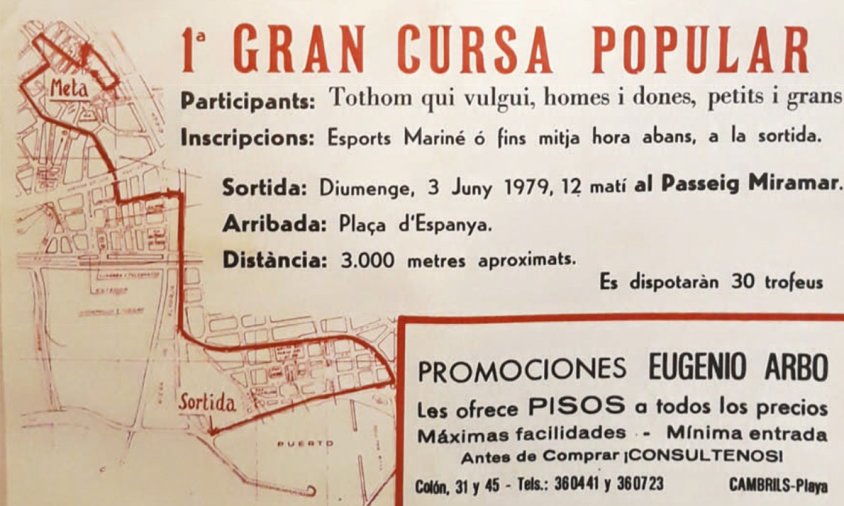 1ª GRAN CURSA POPULAR
Participants: Tothom qui vulgui, homes i dones, petits i grans
Inscripcions: Esports Mariné ó fins mitja hora abans, a la sortida.
Sortida: Diumenge, 3 Juny 1979, 12 matí al Passeig Miramar.
Arribada: Plaça d'Espanya.
Distància: 3.000 metres aproximats.
Es dispotaràn 30 trofeus
Meta
Sortida
PUERTO
PROMOCIONES EUGENIO ARBO
Les ofrece PISOS a todos los precios
Máximas facilidades - Mínima entrada
Antes de Comprar ¡CONSULTENOS!
Colón, 31 y 45 - Tels.: 360441 y 360723 CAMBRILS-Playa